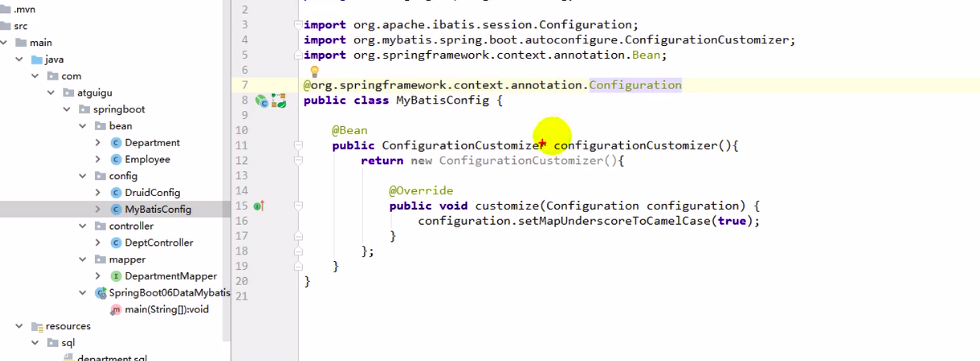 .mvn
src
main
java
com
atguigu
springboot
bean
Department
Employee
config
DruidConfig
MyBatisConfig
controller
DeptController
mapper
DepartmentMapper
SpringBoot06DataMybatis
main(String[]):void
resources
sql
department.sql
2
3 import org.apache.ibatis.session.Configuration;
4 import org.mybatis.spring.boot.autoconfigure.ConfigurationCustomizer;
5 import org.springframework.context.annotation.Bean;
6
7 @org.springframework.context.annotation.Configuration
8 public class MyBatisConfig {
9
10 @Bean
11 public ConfigurationCustomizer configurationCustomizer(){
12 return new ConfigurationCustomizer(){
13
14 @Override
15 public void customize(Configuration configuration) {
16 configuration.setMapUnderscoreToCamelCase(true);
17 }
18 };
19 }
20 }
21